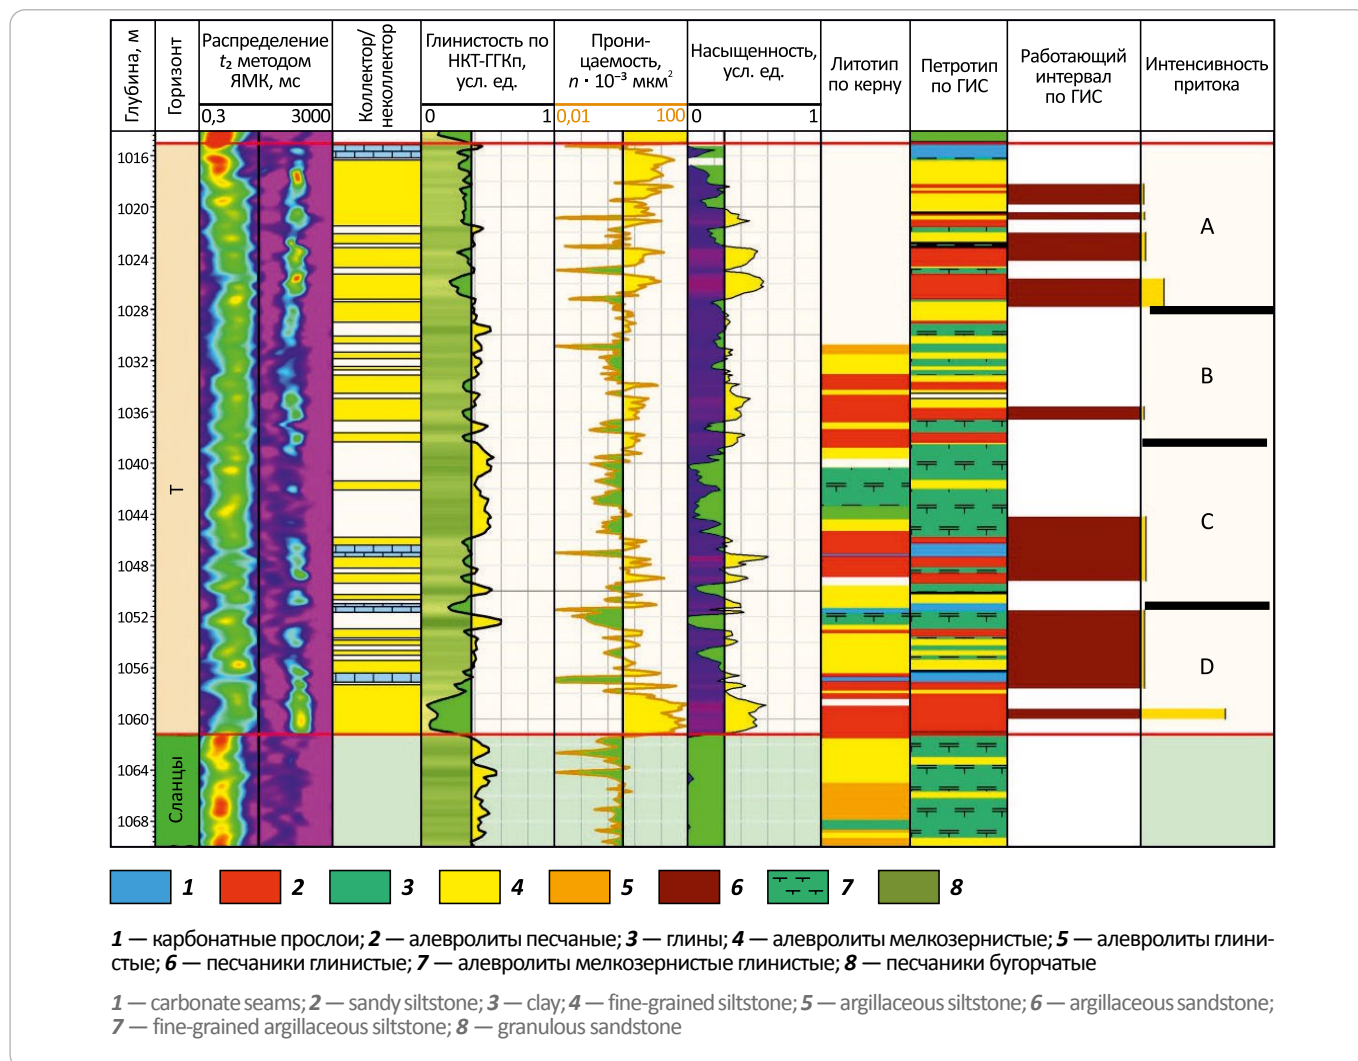 Глубина, м
Горизонт
Распределение
t₂ методом
ЯМК, мс
0,3 3000
Коллектор/
неколлектор
Глинистость по
НКТ-ГГКп,
усл. ед.
0 1
Прони-
цаемость,
n · 10⁻³ мкм²
0,01 100
Насыщенность,
усл. ед.
0 1
Литотип
по керну
Петротип
по ГИС
Работающий
интервал
по ГИС
Интенсивность
притока
1016
1020
1024
1028
1032
1036
1040
1044
1048
1052
1056
1060
1064
1068
Т
Сланцы
A
B
C
D
1 2 3 4 5 6 7 8
1 — карбонатные прослои; 2 — алевролиты песчаные; 3 — глины; 4 — алевролиты мелкозернистые; 5 — алевролиты глини-
стые; 6 — песчаники глинистые; 7 — алевролиты мелкозернистые глинистые; 8 — песчаники бугорчатые
1 — carbonate seams; 2 — sandy siltstone; 3 — clay; 4 — fine-grained siltstone; 5 — argillaceous siltstone; 6 — argillaceous sandstone;
7 — fine-grained argillaceous siltstone; 8 — granulous sandstone